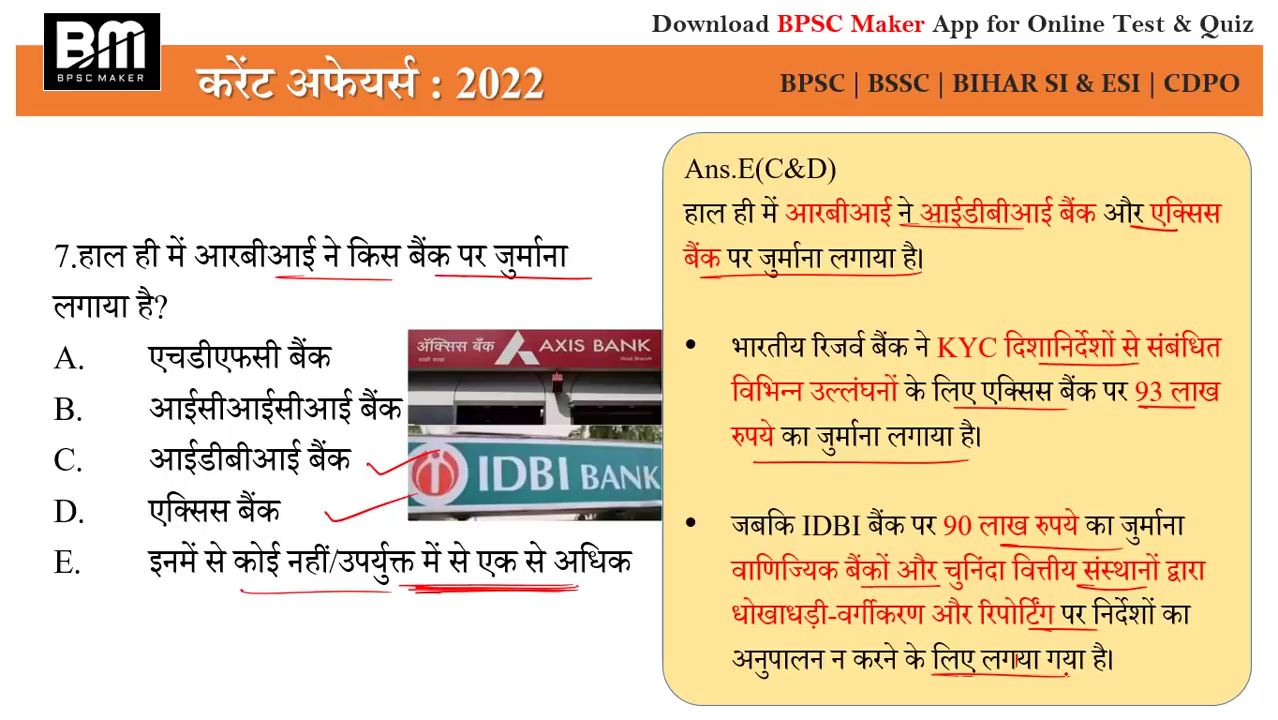 Download BPSC Maker App for Online Test & Quiz
BM
BPSC MAKER
करेंट अफेयर्स : 2022
BPSC | BSSC | BIHAR SI & ESI | CDPO
7.हाल ही में आरबीआई ने किस बैंक पर जुर्माना
लगाया है?
A. एचडीएफसी बैंक
B. आईसीआईसीआई बैंक
C. आईडीबीआई बैंक
D. एक्सिस बैंक
E. इनमें से कोई नहीं/उपर्युक्त में से एक से अधिक
ॲक्सिस बैंक AXIS BANK
IDBI BANK
Ans.E(C&D)
हाल ही में आरबीआई ने आईडीबीआई बैंक और एक्सिस
बैंक पर जुर्माना लगाया है।
• भारतीय रिजर्व बैंक ने KYC दिशानिर्देशों से संबंधित
विभिन्न उल्लंघनों के लिए एक्सिस बैंक पर 93 लाख
रुपये का जुर्माना लगाया है।
• जबकि IDBI बैंक पर 90 लाख रुपये का जुर्माना
वाणिज्यिक बैंकों और चुनिंदा वित्तीय संस्थानों द्वारा
धोखाधड़ी-वर्गीकरण और रिपोर्टिंग पर निर्देशों का
अनुपालन न करने के लिए लगया गया है।